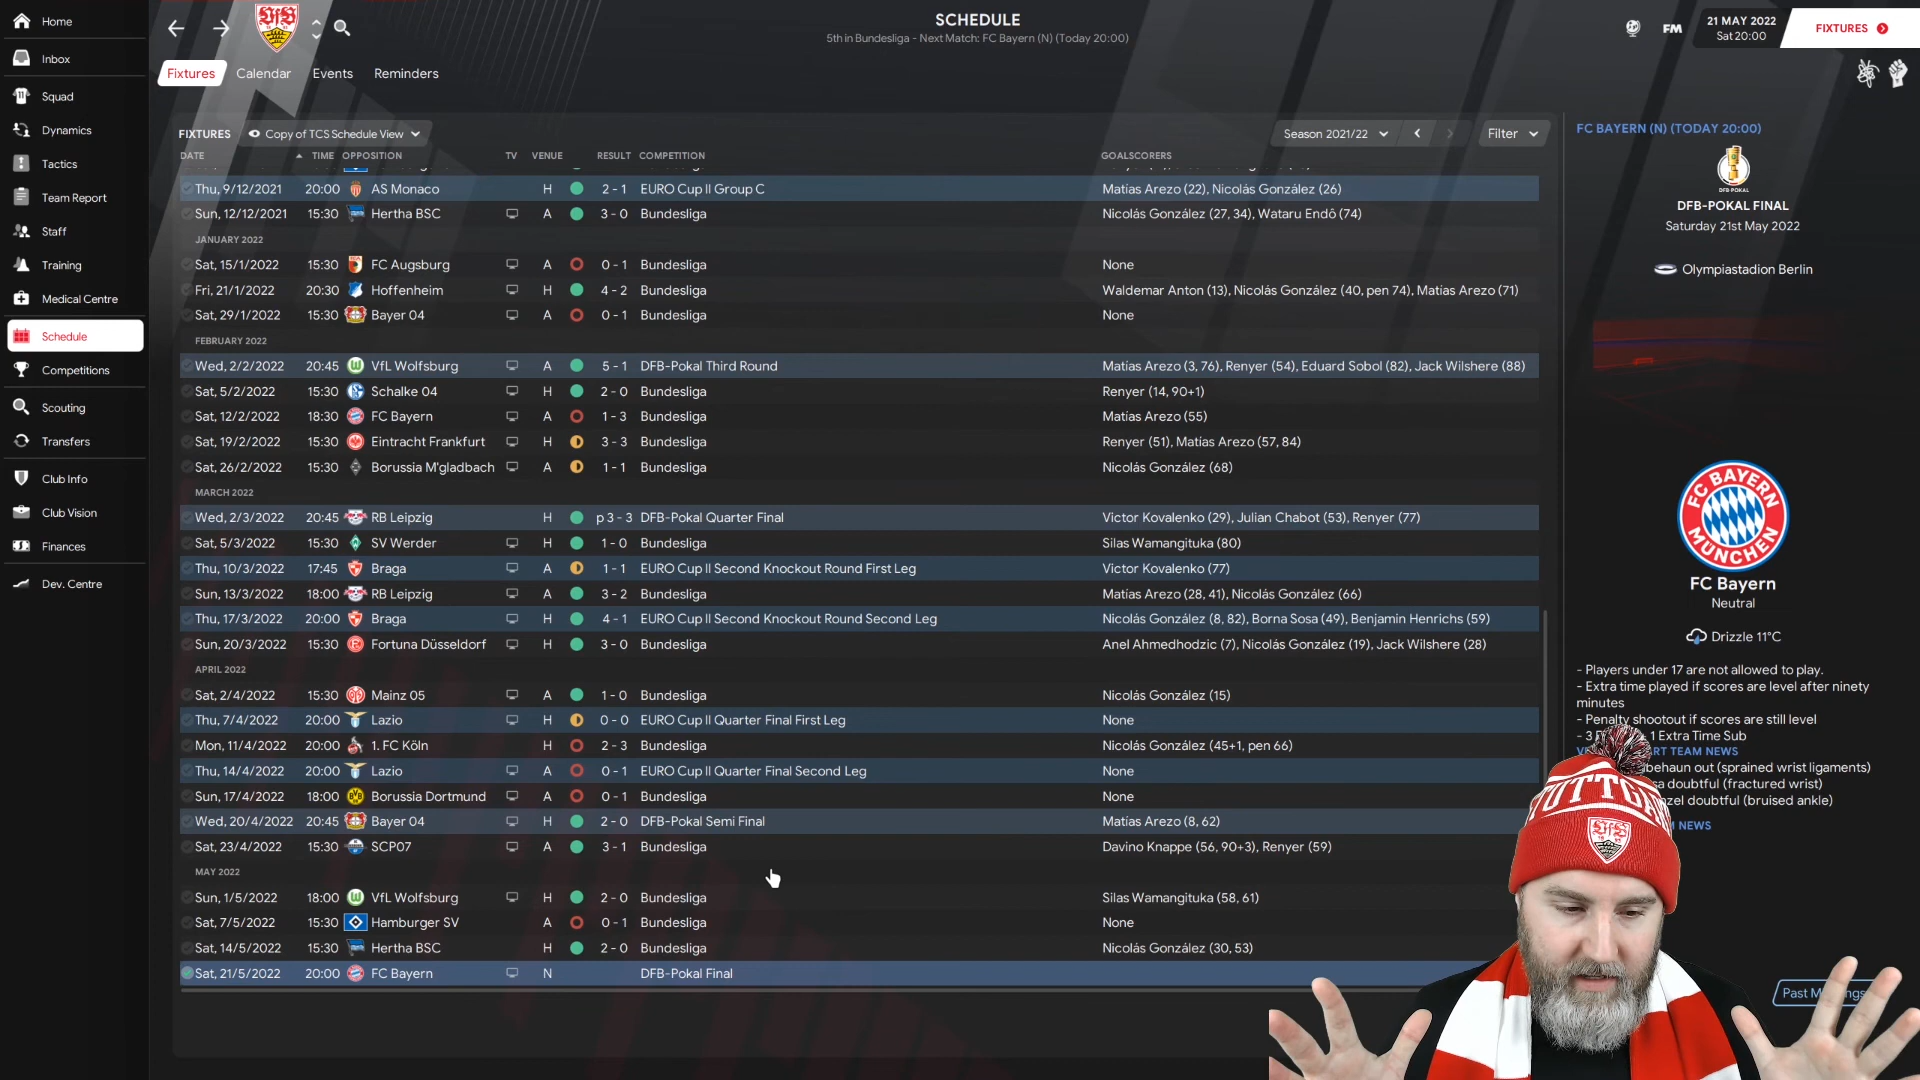 Home
Inbox
Squad
Dynamics
Tactics
Team Report
Staff
Training
Medical Centre
Schedule
Competitions
Scouting
Transfers
Club Info
Club Vision
Finances
Dev. Centre
SCHEDULE
5th in Bundesliga - Next Match: FC Bayern (N) (Today 20:00)
FM
21 MAY 2022
Sat 20:00
FIXTURES
Fixtures Calendar Events Reminders
FIXTURES Copy of TCS Schedule View Season 2021/22 Filter
DATE TIME OPPOSITION TV VENUE RESULT COMPETITION GOALSCORERS
Thu, 9/12/2021 20:00 AS Monaco H 2 - 1 EURO Cup II Group C Matías Arezo (22), Nicolás González (26)
Sun, 12/12/2021 15:30 Hertha BSC A 3 - 0 Bundesliga Nicolás González (27, 34), Wataru Endô (74)
JANUARY 2022
Sat, 15/1/2022 15:30 FC Augsburg A 0 - 1 Bundesliga None
Fri, 21/1/2022 20:30 Hoffenheim H 4 - 2 Bundesliga Waldemar Anton (13), Nicolás González (40, pen 74), Matías Arezo (71)
Sat, 29/1/2022 15:30 Bayer 04 A 0 - 1 Bundesliga None
FEBRUARY 2022
Wed, 2/2/2022 20:45 VfL Wolfsburg A 5 - 1 DFB-Pokal Third Round Matías Arezo (3, 76), Renyer (54), Eduard Sobol (82), Jack Wilshere (88)
Sat, 5/2/2022 15:30 Schalke 04 H 2 - 0 Bundesliga Renyer (14, 90+1)
Sat, 12/2/2022 18:30 FC Bayern A 1 - 3 Bundesliga Matías Arezo (55)
Sat, 19/2/2022 15:30 Eintracht Frankfurt H 3 - 3 Bundesliga Renyer (51), Matías Arezo (57, 84)
Sat, 26/2/2022 15:30 Borussia M'gladbach A 1 - 1 Bundesliga Nicolás González (68)
MARCH 2022
Wed, 2/3/2022 20:45 RB Leipzig H p 3 - 3 DFB-Pokal Quarter Final Victor Kovalenko (29), Julian Chabot (53), Renyer (77)
Sat, 5/3/2022 15:30 SV Werder H 1 - 0 Bundesliga Silas Wamangituka (80)
Thu, 10/3/2022 17:45 Braga A 1 - 1 EURO Cup II Second Knockout Round First Leg Victor Kovalenko (77)
Sun, 13/3/2022 18:00 RB Leipzig A 3 - 2 Bundesliga Matías Arezo (28, 41), Nicolás González (66)
Thu, 17/3/2022 20:00 Braga H 4 - 1 EURO Cup II Second Knockout Round Second Leg Nicolás González (8, 82), Borna Sosa (49), Benjamin Henrichs (59)
Sun, 20/3/2022 15:30 Fortuna Düsseldorf H 3 - 0 Bundesliga Anel Ahmedhodzic (7), Nicolás González (19), Jack Wilshere (28)
APRIL 2022
Sat, 2/4/2022 15:30 Mainz 05 A 1 - 0 Bundesliga Nicolás González (15)
Thu, 7/4/2022 20:00 Lazio H 0 - 0 EURO Cup II Quarter Final First Leg None
Mon, 11/4/2022 20:00 1. FC Köln H 2 - 3 Bundesliga Nicolás González (45+1, pen 66)
Thu, 14/4/2022 20:00 Lazio A 0 - 1 EURO Cup II Quarter Final Second Leg None
Sun, 17/4/2022 18:00 Borussia Dortmund A 0 - 1 Bundesliga None
Wed, 20/4/2022 20:45 Bayer 04 H 2 - 0 DFB-Pokal Semi Final Matías Arezo (8, 62)
Sat, 23/4/2022 15:30 SCP07 A 3 - 1 Bundesliga Davino Knappe (56, 90+3), Renyer (59)
MAY 2022
Sun, 1/5/2022 18:00 VfL Wolfsburg H 2 - 0 Bundesliga Silas Wamangituka (58, 61)
Sat, 7/5/2022 15:30 Hamburger SV A 0 - 1 Bundesliga None
Sat, 14/5/2022 15:30 Hertha BSC H 2 - 0 Bundesliga Nicolás González (30, 53)
Sat, 21/5/2022 20:00 FC Bayern N DFB-Pokal Final
FC BAYERN (N) (TODAY 20:00)
DFB-POKAL
DFB-POKAL FINAL
Saturday 21st May 2022
Olympiastadion Berlin
FC BAYERN
MÜNCHEN
FC Bayern
Neutral
Drizzle 11°C
- Players under 17 are not allowed to play.
- Extra time played if scores are level after ninety
minutes
- Penalty shootout if scores are still level
- 3 1 Extra Time Sub
RT TEAM NEWS
behaun out (sprained wrist ligaments)
sa doubtful (fractured wrist)
nzel doubtful (bruised ankle)
NEWS
Past M ngs
TUTTGA